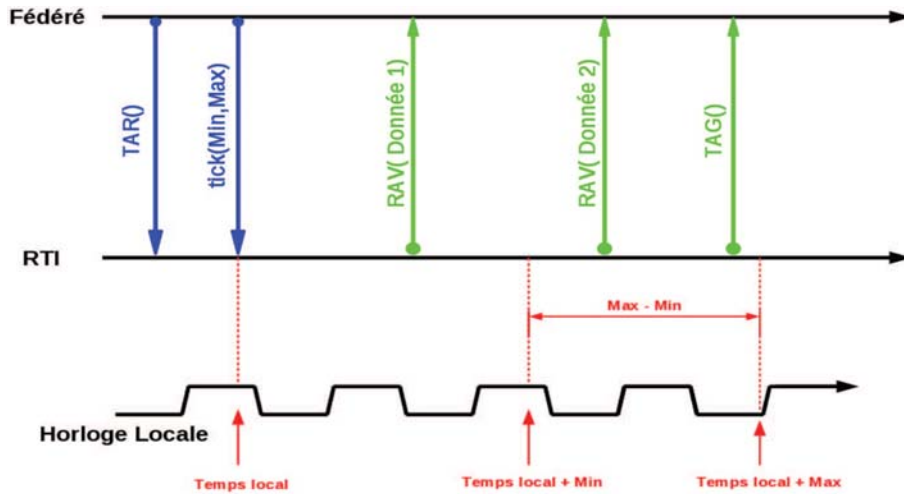 Fédéré
TAR()
tick(Min,Max)
RAV( Donnée 1)
RAV( Donnée 2)
TAG()
RTI
Max - Min
Horloge Locale
Temps local
Temps local + Min
Temps local + Max